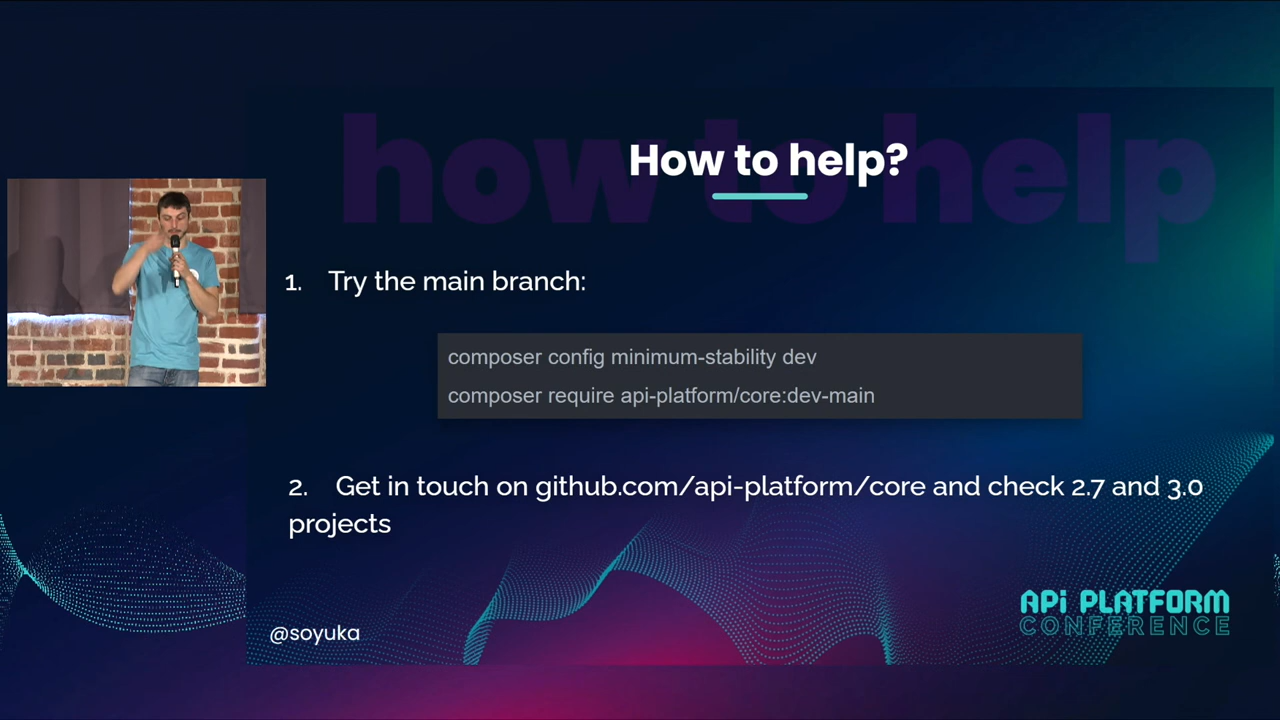 how to help
How to help?
1. Try the main branch:
composer config minimum-stability dev
composer require api-platform/core:dev-main
2. Get in touch on github.com/api-platform/core and check 2.7 and 3.0
projects
@soyuka
API PLATFORM
CONFERENCE